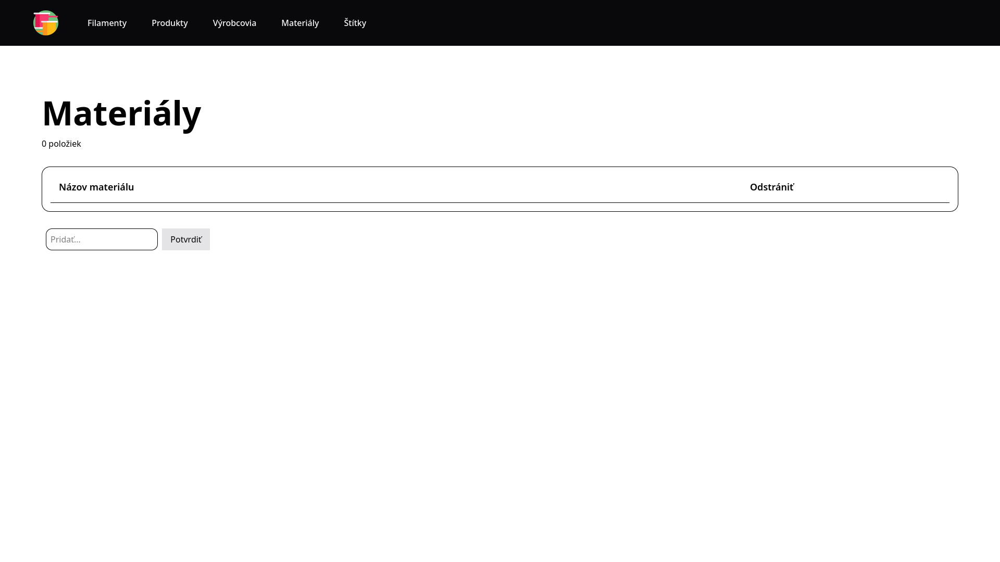 Filamenty Produkty Výrobcovia Materiály Štítky
Materiály
0 položiek
Názov materiálu Odstrániť
Pridať... Potvrdiť